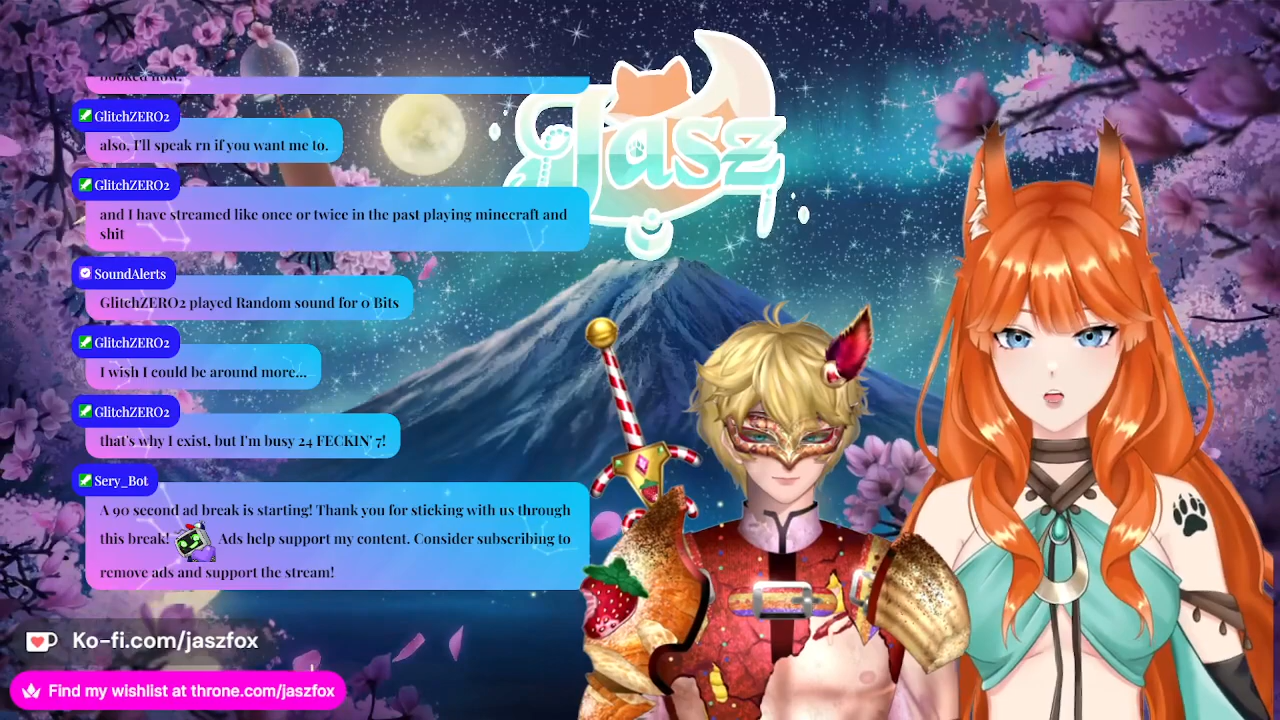 booked now.
GlitchZERO2
also, I'll speak rn if you want me to.
GlitchZERO2
and I have streamed like once or twice in the past playing minecraft and
shit
SoundAlerts
GlitchZERO2 played Random sound for 0 Bits
GlitchZERO2
I wish I could be around more...
GlitchZERO2
that's why I exist, but I'm busy 24 FECKIN' 7!
Sery_Bot
A 90 second ad break is starting! Thank you for sticking with us through
this break! Ads help support my content. Consider subscribing to
remove ads and support the stream!
Jasz
Ko-fi.com/jaszfox
Find my wishlist at throne.com/jaszfox